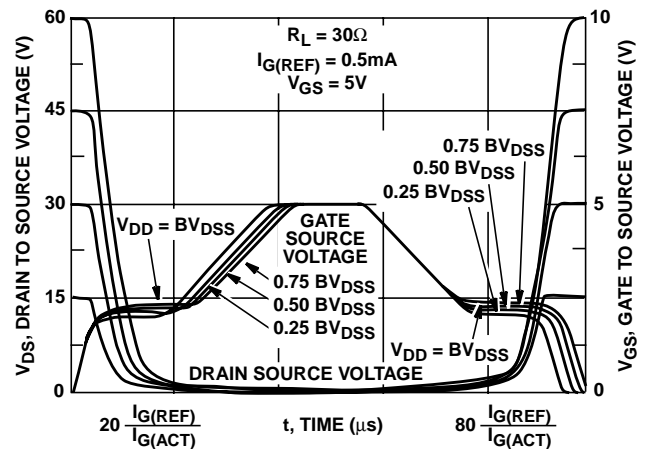 60
45
30
15
0
V_DS, DRAIN TO SOURCE VOLTAGE (V)
R_L = 30Ω
I_G(REF) = 0.5mA
V_GS = 5V
V_DD = BV_DSS
GATE
SOURCE
VOLTAGE
0.75 BV_DSS
0.50 BV_DSS
0.25 BV_DSS
0.75 BV_DSS
0.50 BV_DSS
0.25 BV_DSS
V_DD = BV_DSS
DRAIN SOURCE VOLTAGE
10
5
0
V_GS, GATE TO SOURCE VOLTAGE (V)
20 I_G(REF)/I_G(ACT)
t, TIME (μs)
80 I_G(REF)/I_G(ACT)